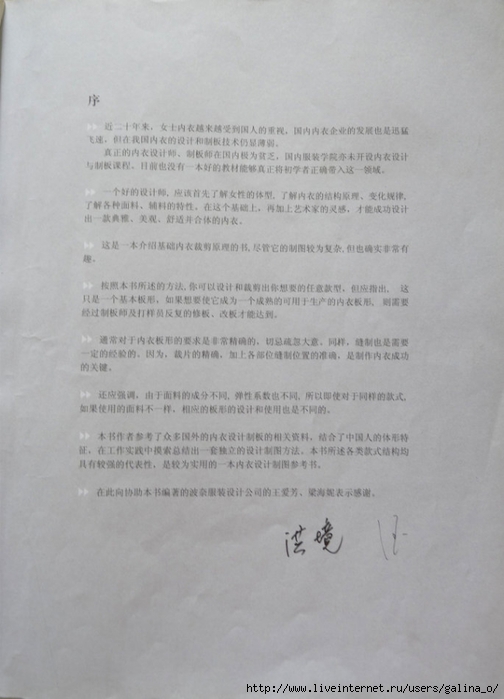 序
近二十年来，女士内衣越来越受到国人的重视，国内内衣企业的发展也是迅猛
飞速，但在我国内衣的设计和制板技术仍显薄弱。
真正的内衣设计师、制板师在国内极为贫乏，国内服装学院亦未开设内衣设计
与制板课程。目前也没有一本好的教材能够真正将初学者正确带入这一领域。
一个好的设计师，应该首先了解女性的体型，了解内衣的结构原理、变化规律，
了解各种面料、辅料的特性。在这个基础上，再加上艺术家的灵感，才能成功设计
出一款典雅、美观、舒适并合体的内衣。
这是一本介绍基础内衣裁剪原理的书，尽管它的制图较为复杂，但也确实非常有
趣。
按照本书所述的方法，你可以设计和裁剪出你想要的任意款型。但应指出， 这
只是一个基本板形，如果想要使它成为一个成熟的可用于生产的内衣板形， 则需要
经过制板师及打样员反复的修板、改板才能达到。
通常对于内衣板形的要求是非常精确的，切忌疏忽大意。同样，缝制也是需要
一定的经验的。因为，裁片的精确，加上各部位缝制位置的准确，是制作内衣成功
的关键。
还应强调，由于面料的成分不同，弹性系数也不同，所以即使对于同样的款式，
如果使用的面料不一样，相应的板形的设计和使用也是不同的。
本书作者参考了众多国外的内衣设计制板的相关资料，结合了中国人的体形特
征，在工作实践中摸索总结出一套独立的设计制图方法。本书所述各类款式结构均
具有较强的代表性，是较为实用的一本内衣设计制图参考书。
在此向协助本书编著的波奈服装设计公司的王爱芳、梁海妮表示感谢。
http://www.liveinternet.ru/users/galina_o/